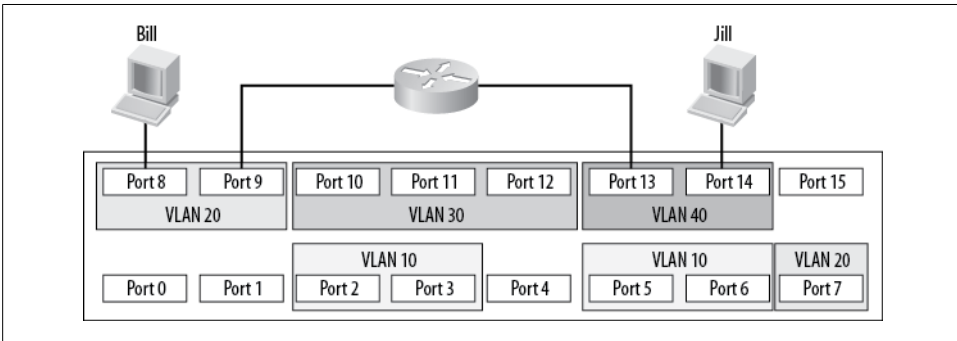 Bill
Jill
Port 8 Port 9 Port 10 Port 11 Port 12 Port 13 Port 14 Port 15
VLAN 20 VLAN 30 VLAN 40
VLAN 10 VLAN 10 VLAN 20
Port 0 Port 1 Port 2 Port 3 Port 4 Port 5 Port 6 Port 7